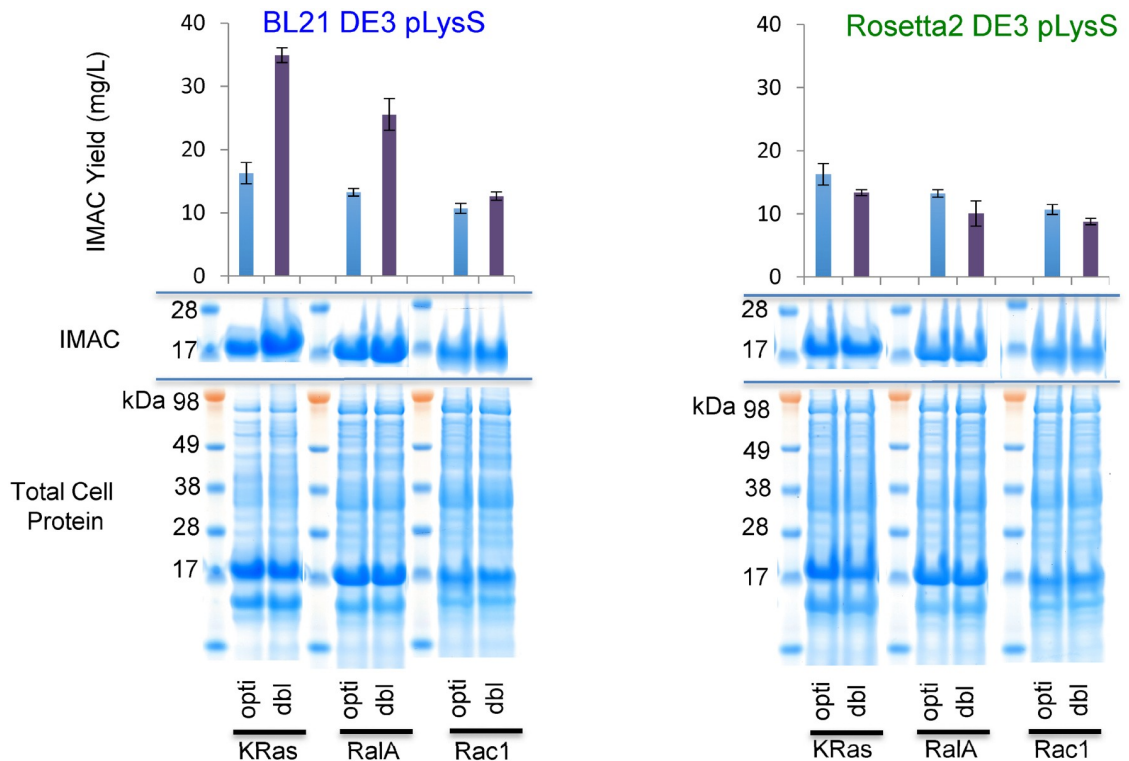 BL21 DE3 pLysS
IMAC Yield (mg/L)
40
30
20
10
0
IMAC
28
17
kDa
98
49
38
28
17
Total Cell
Protein
opti
dbl
opti
dbl
opti
dbl
KRas
RalA
Rac1
Rosetta2 DE3 pLysS
40
30
20
10
0
28
17
kDa
98
49
38
28
17
opti
dbl
opti
dbl
opti
dbl
KRas
RalA
Rac1